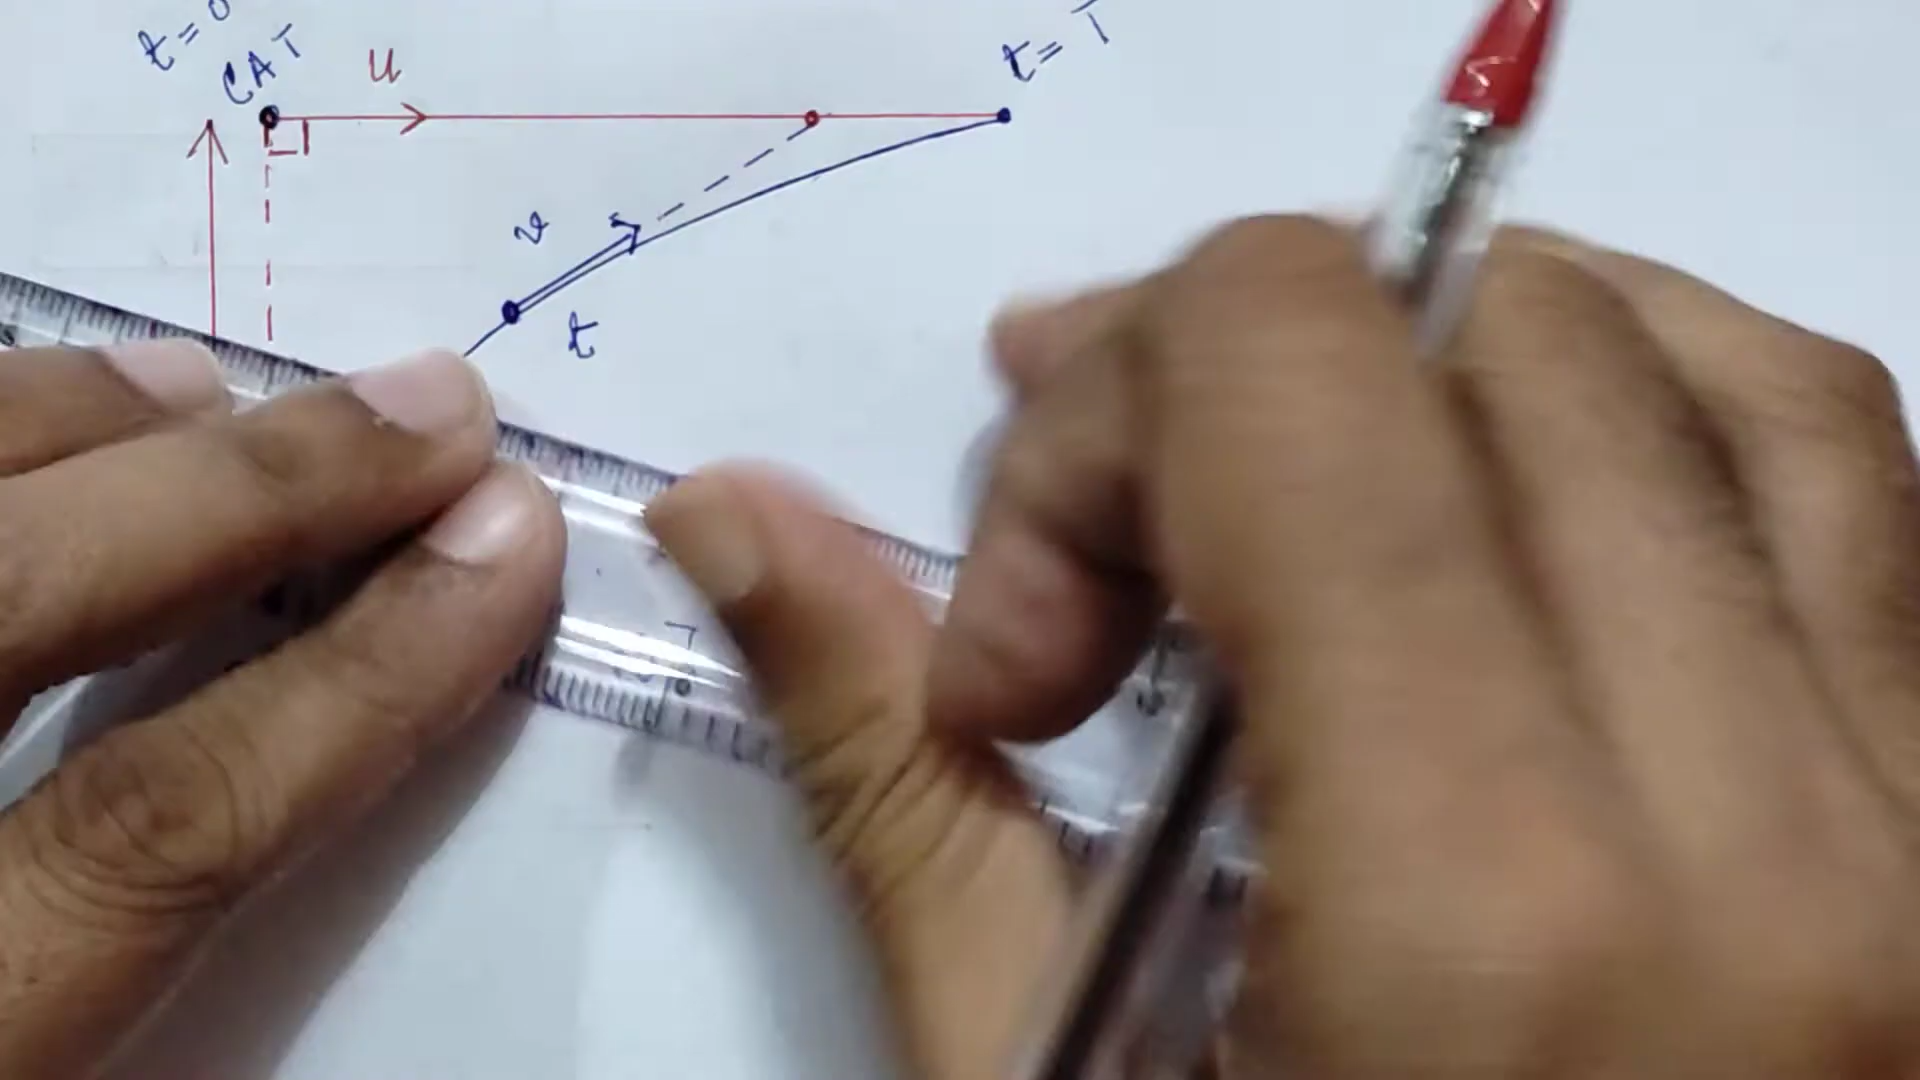 t = 0
CAT
u
t = T
v
t